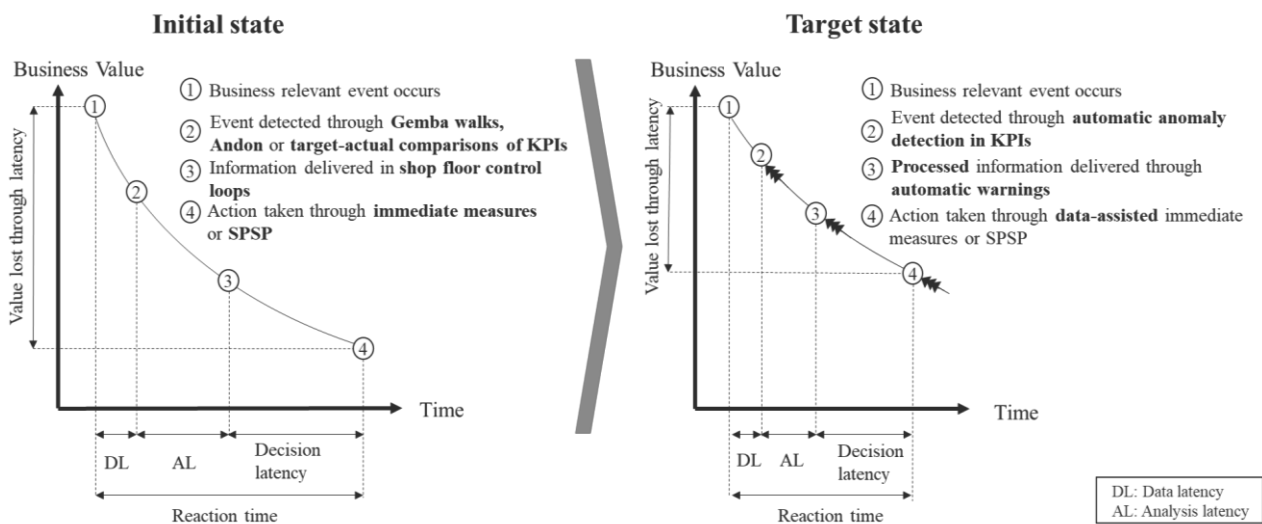 Initial state
Business Value
Value lost through latency
1
2
3
4
1 Business relevant event occurs
2 Event detected through Gemba walks,
Andon or target-actual comparisons of KPIs
3 Information delivered in shop floor control
loops
4 Action taken through immediate measures
or SPSP
Time
DL
AL
Decision
latency
Reaction time
Target state
Business Value
Value lost through latency
1
2
3
4
1 Business relevant event occurs
2 Event detected through automatic anomaly
detection in KPIs
3 Processed information delivered through
automatic warnings
4 Action taken through data-assisted immediate
measures or SPSP
Time
DL
AL
Decision
latency
Reaction time
DL: Data latency
AL: Analysis latency